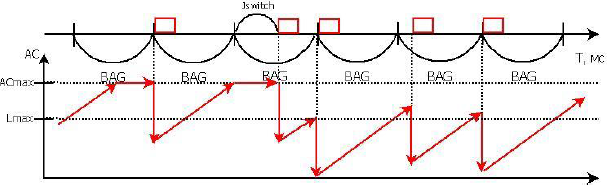 Jswitch
AC
BAG BAG BAG BAG BAG BAG
T, мс
ACmax
Lmax